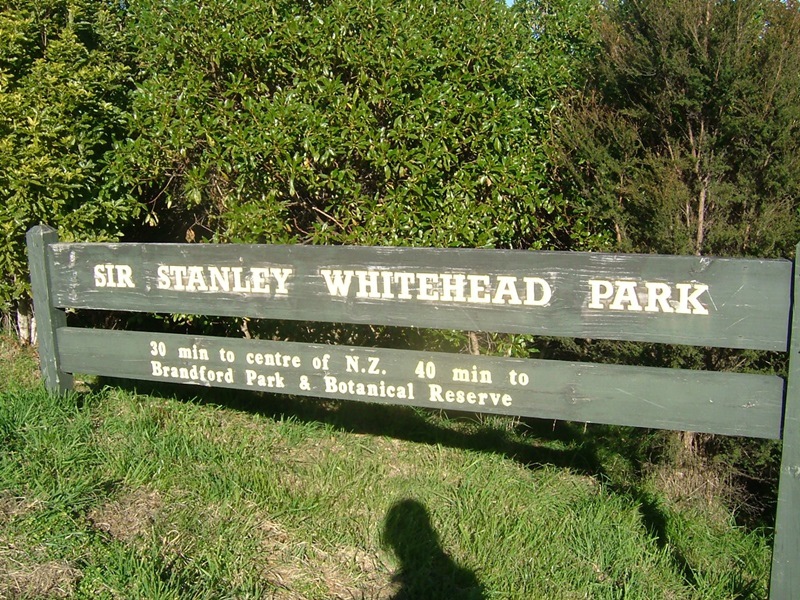 SIR STANLEY WHITEHEAD PARK
30 min to centre of N.Z. 40 min to
Brandford Park & Botanical Reserve